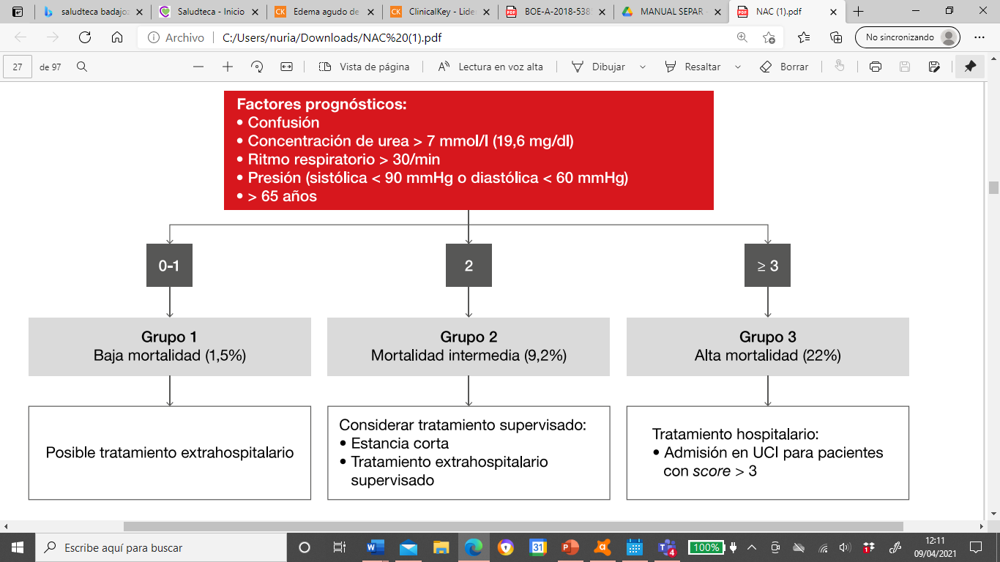 saludteca badajoz
Saludteca - Inicio
Edema agudo de
ClinicalKey - Lider
BOE-A-2018-5385
MANUAL SEPAR
NAC (1).pdf
Archivo
C:/Users/nuria/Downloads/NAC%20(1).pdf
No sincronizando
27
de 97
Vista de página
Lectura en voz alta
Dibujar
Resaltar
Borrar
Factores prognósticos:
• Confusión
• Concentración de urea > 7 mmol/l (19,6 mg/dl)
• Ritmo respiratorio > 30/min
• Presión (sistólica < 90 mmHg o diastólica < 60 mmHg)
• > 65 años
0-1
2
≥ 3
Grupo 1
Baja mortalidad (1,5%)
Grupo 2
Mortalidad intermedia (9,2%)
Grupo 3
Alta mortalidad (22%)
Posible tratamiento extrahospitalario
Considerar tratamiento supervisado:
• Estancia corta
• Tratamiento extrahospitalario
supervisado
Tratamiento hospitalario:
• Admisión en UCI para pacientes
con score > 3
Escribe aquí para buscar
31
4
100%
12:11
09/04/2021